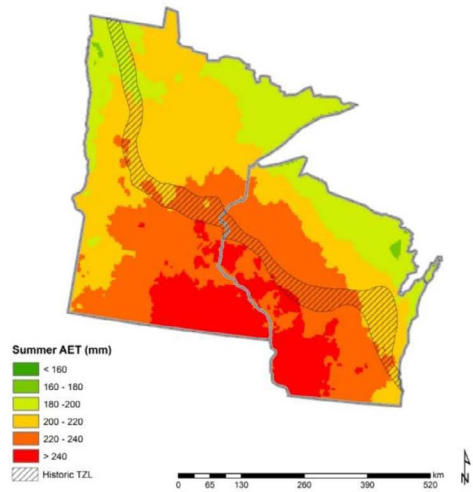 Summer AET (mm)
< 160
160 - 180
180 -200
200 - 220
220 - 240
> 240
Historic TZL
km
0 65 130 260 390 520
N